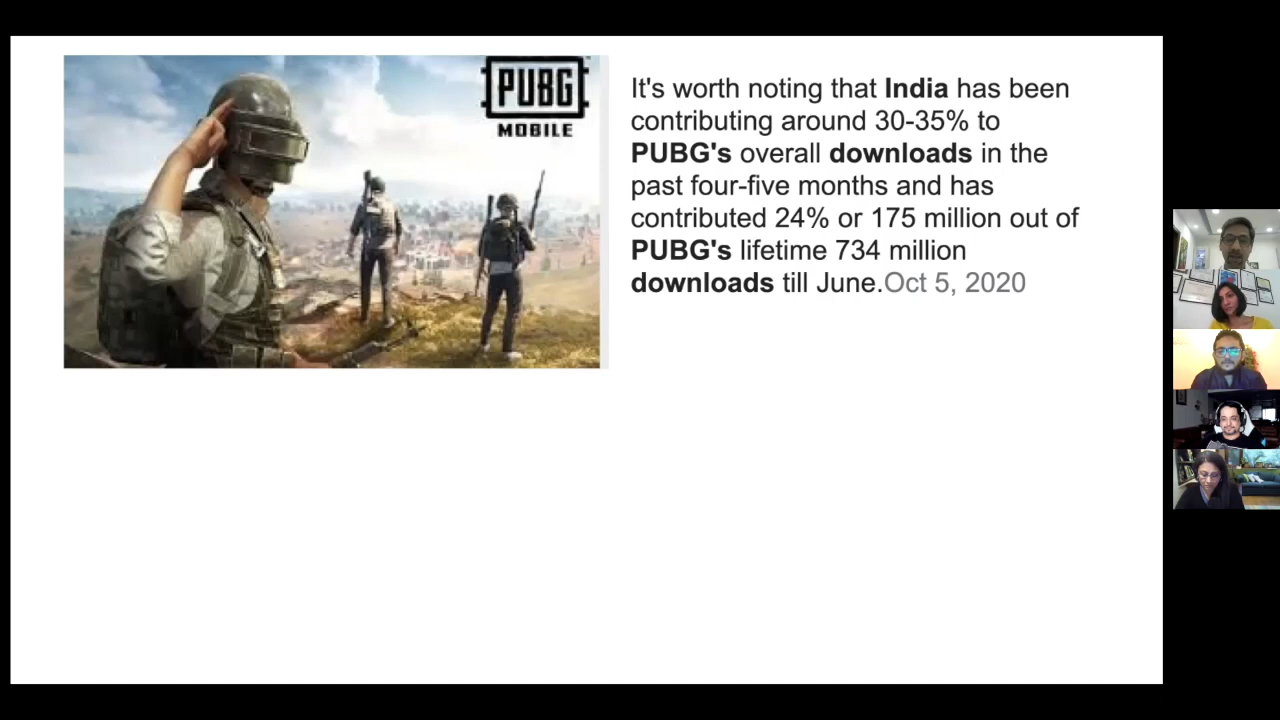 PUBG
MOBILE
It's worth noting that India has been
contributing around 30-35% to
PUBG's overall downloads in the
past four-five months and has
contributed 24% or 175 million out of
PUBG's lifetime 734 million
downloads till June.Oct 5, 2020